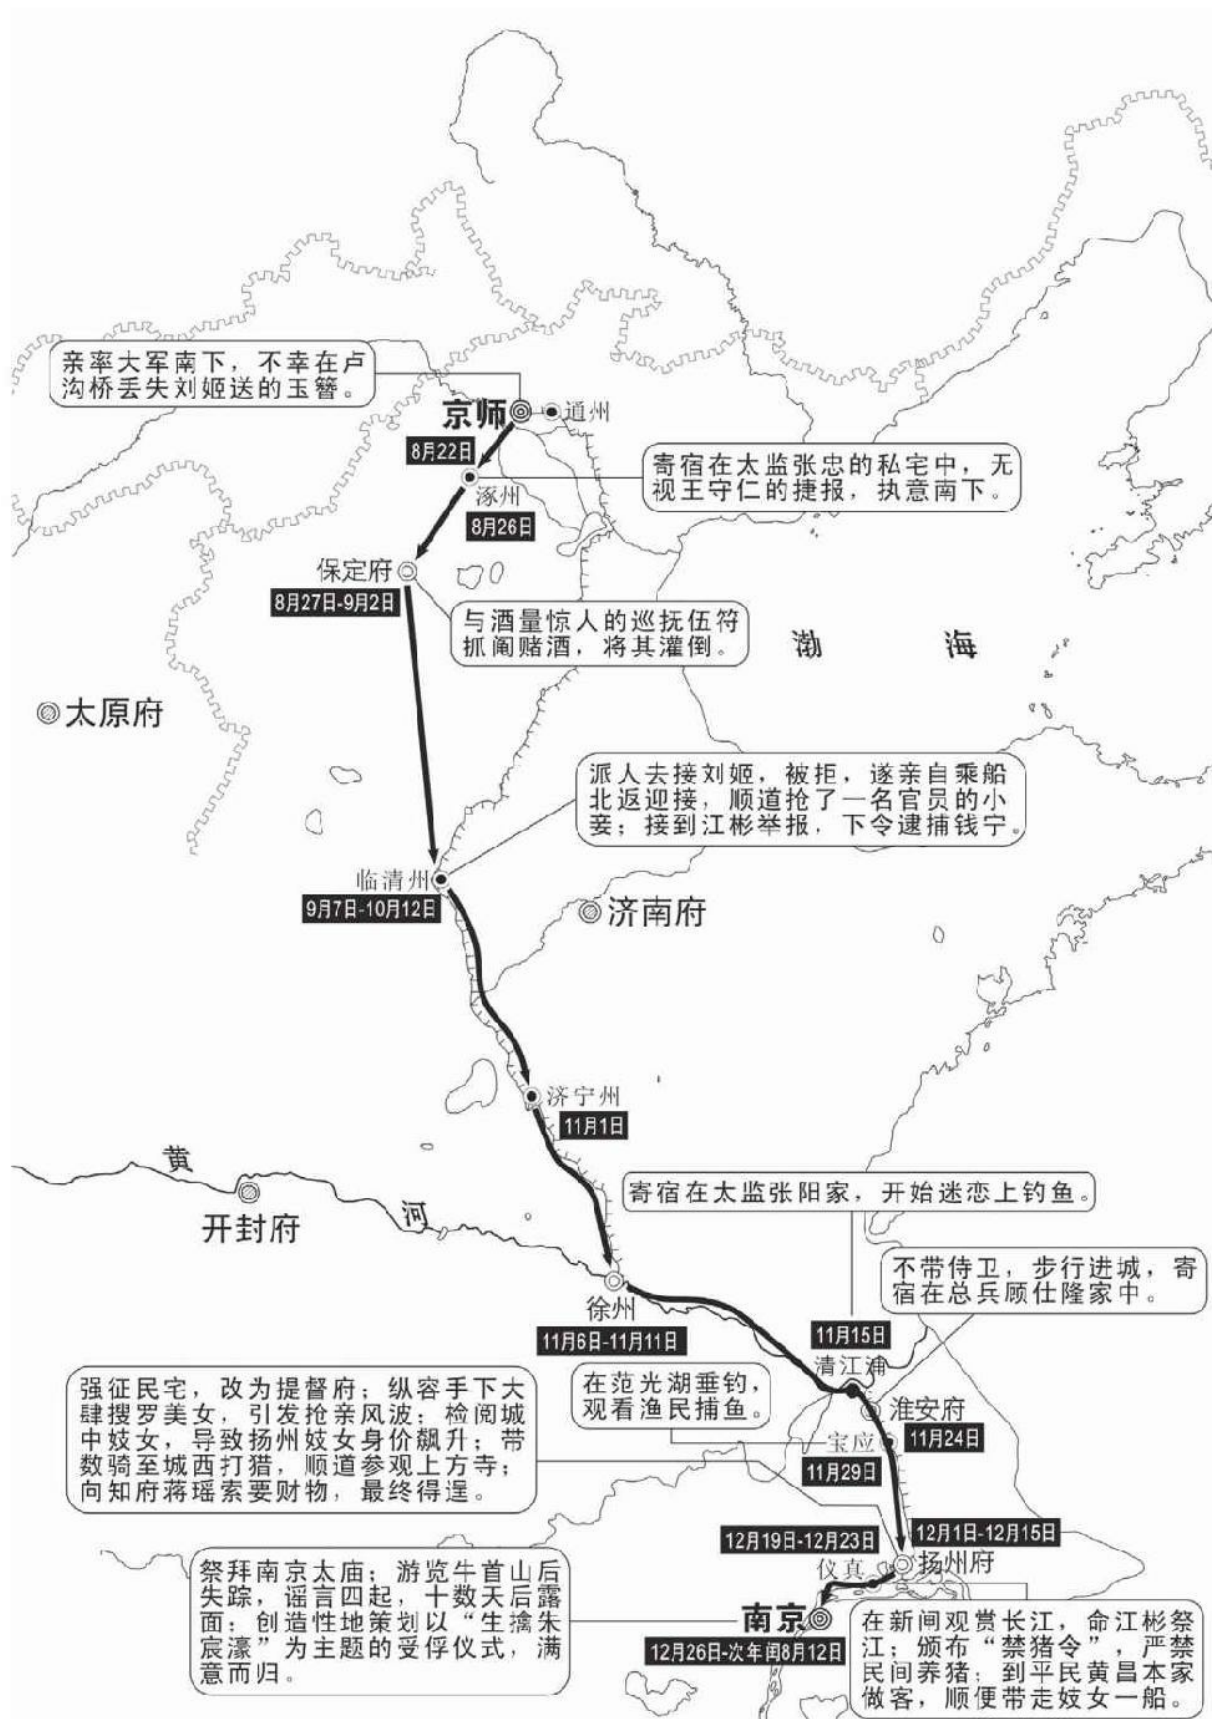 亲率大军南下，不幸在卢
沟桥丢失刘姬送的玉簪。
京师
通州
8月22日
寄宿在太监张忠的私宅中，无
视王守仁的捷报，执意南下。
涿州
8月26日
保定府
8月27日-9月2日
与酒量惊人的巡抚伍符
抓阄赌酒，将其灌倒。
渤海
太原府
派人去接刘姬，被拒，遂亲自乘船
北返迎接，顺道抢了一名官员的小
妾；接到江彬举报，下令逮捕钱宁。
临清州
9月7日-10月12日
济南府
济宁州
11月1日
黄河
开封府
寄宿在太监张阳家，开始迷恋上钓鱼。
不带侍卫，步行进城，寄
宿在总兵顾仕隆家中。
徐州
11月6日-11月11日
11月15日
清江浦
在范光湖垂钓，
观看渔民捕鱼。
淮安府
11月24日
宝应
11月29日
强征民宅，改为提督府；纵容手下大
肆搜罗美女，引发抢亲风波；检阅城
中妓女，导致扬州妓女身价飙升；带
数骑至城西打猎，顺道参观上方寺；
向知府蒋瑶索要财物，最终得逞。
12月19日-12月23日
12月1日-12月15日
仪真
扬州府
祭拜南京太庙；游览牛首山后
失踪，谣言四起，十数天后露
面；创造性地策划以“生擒朱
宸濠”为主题的受俘仪式，满
意而归。
南京
12月26日-次年闰8月12日
在新闸观赏长江，命江彬祭
江；颁布“禁猪令”，严禁
民间养猪；到平民黄昌本家
做客，顺便带走妓女一船。